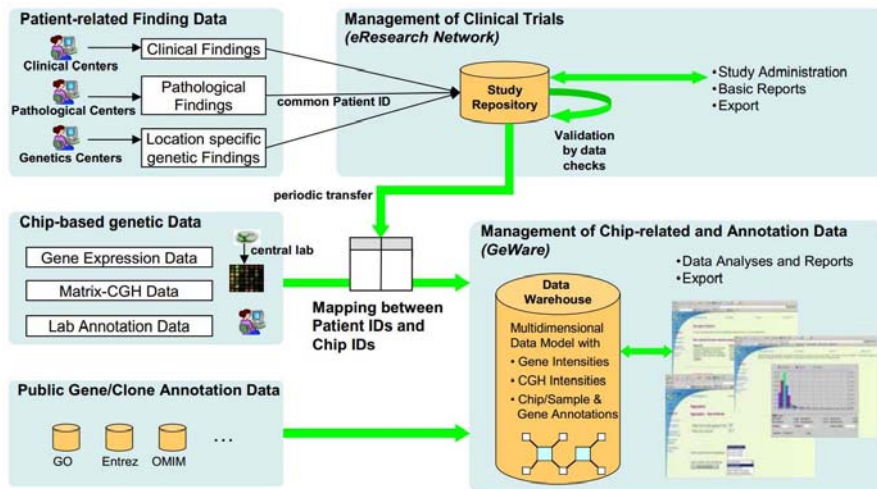 Patient-related Finding Data
Clinical Centers
Clinical Findings
Pathological Centers
Pathological
Findings
Genetics Centers
Location specific
genetic Findings
common Patient ID
Management of Clinical Trials
(eResearch Network)
Study
Repository
•Study Administration
•Basic Reports
•Export
Validation
by data
checks
periodic transfer
Chip-based genetic Data
Gene Expression Data
Matrix-CGH Data
Lab Annotation Data
central lab
Mapping between
Patient IDs and
Chip IDs
Management of Chip-related and Annotation Data
(GeWare)
Data
Warehouse
Multidimensional
Data Model with
• Gene Intensities
• CGH Intensities
• Chip/Sample &
Gene Annotations
•Data Analyses and Reports
•Export
Public Gene/Clone Annotation Data
GO
Entrez
OMIM
...